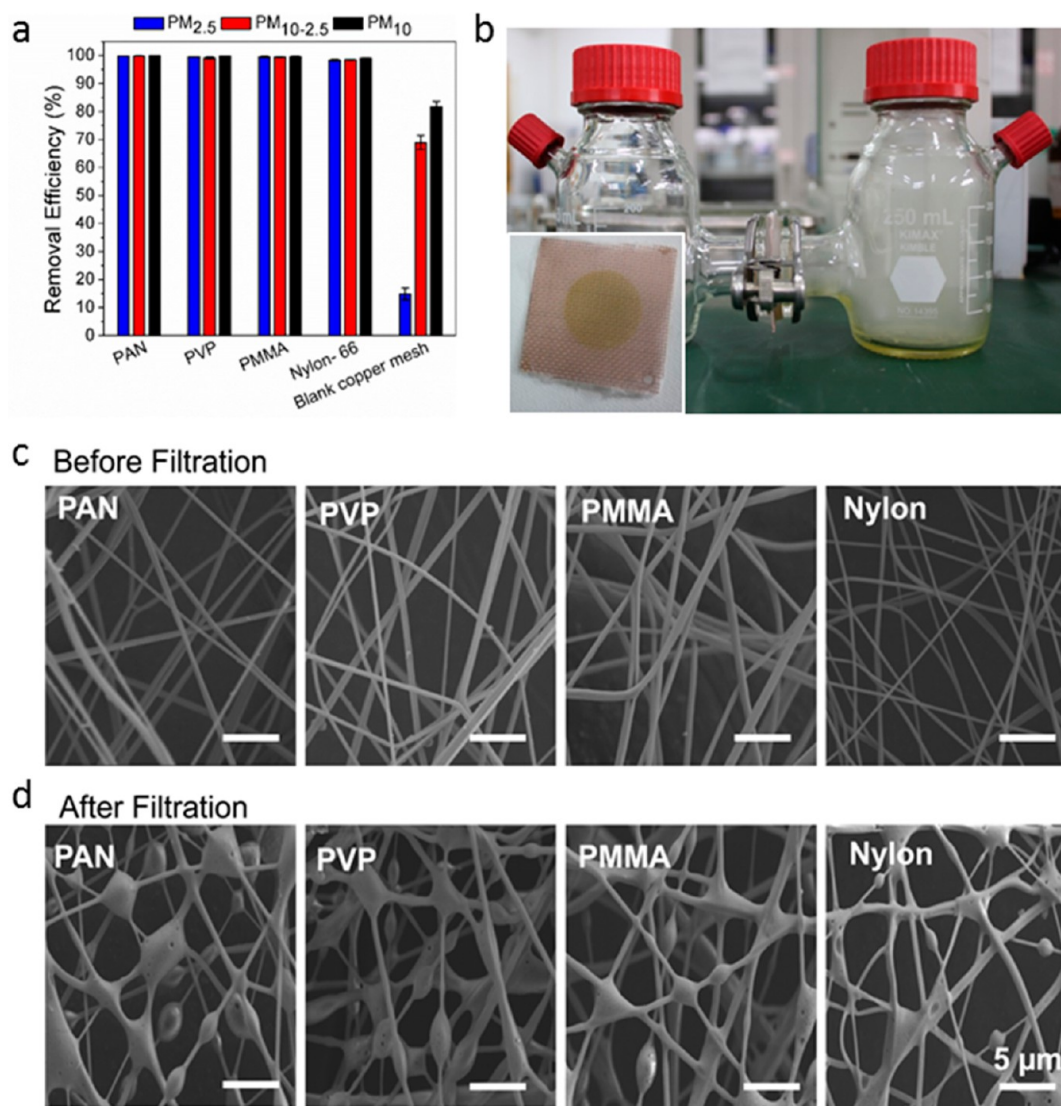 a
PM2.5 PM10-2.5 PM10
Removal Efficiency (%)
100
90
80
70
60
50
40
30
20
10
0
PAN
PVP
PMMA
Nylon- 66
Blank copper mesh
b
250 mL
KIMAX
KIMBLE
c Before Filtration
PAN
PVP
PMMA
Nylon
d After Filtration
PAN
PVP
PMMA
Nylon
5 µm